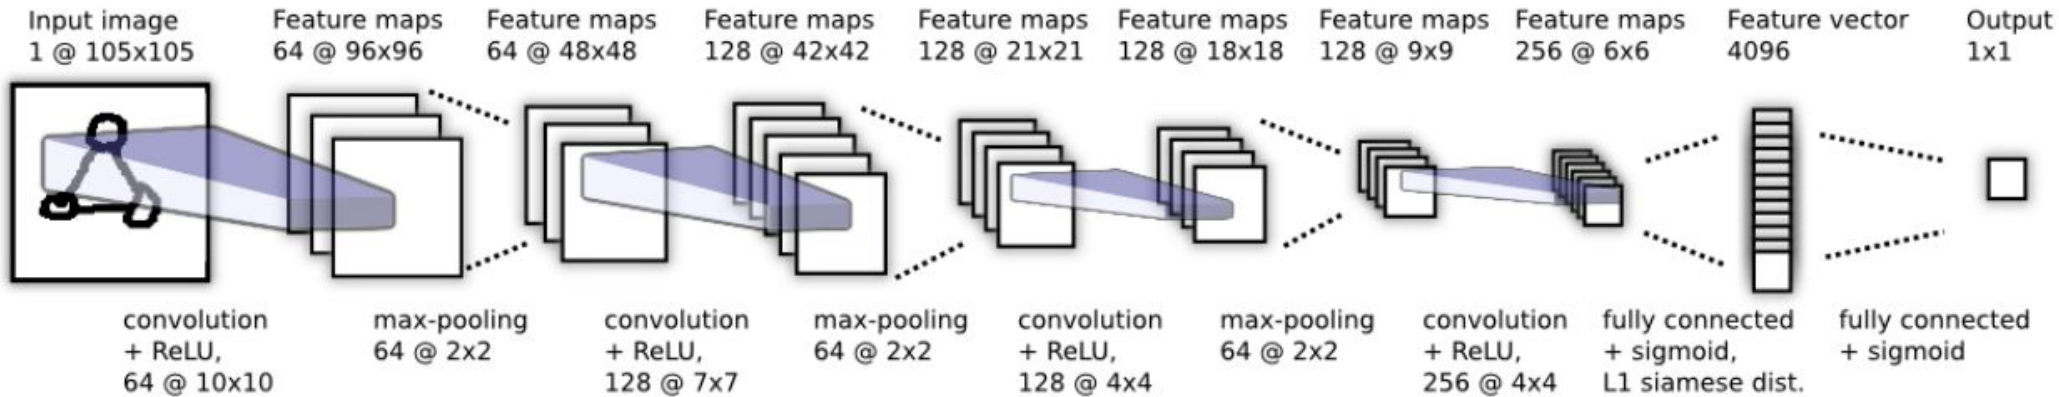 Input image
1 @ 105x105
Feature maps
64 @ 96x96
Feature maps
64 @ 48x48
Feature maps
128 @ 42x42
Feature maps
128 @ 21x21
Feature maps
128 @ 18x18
Feature maps
128 @ 9x9
Feature maps
256 @ 6x6
Feature vector
4096
Output
1x1
convolution
+ ReLU,
64 @ 10x10
max-pooling
64 @ 2x2
convolution
+ ReLU,
128 @ 7x7
max-pooling
64 @ 2x2
convolution
+ ReLU,
128 @ 4x4
max-pooling
64 @ 2x2
convolution
+ ReLU,
256 @ 4x4
fully connected
+ sigmoid,
L1 siamese dist.
fully connected
+ sigmoid